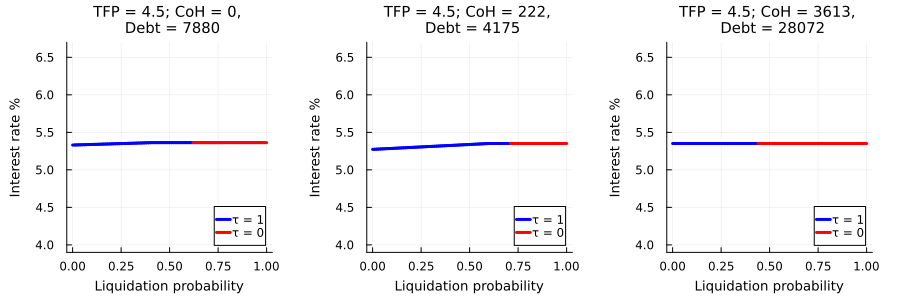 TFP = 4.5; CoH = 0,
Debt = 7880
Interest rate %
6.5
6.0
5.5
5.0
4.5
4.0
τ = 1
τ = 0
0.00 0.25 0.50 0.75 1.00
Liquidation probability
TFP = 4.5; CoH = 222,
Debt = 4175
Interest rate %
6.5
6.0
5.5
5.0
4.5
4.0
τ = 1
τ = 0
0.00 0.25 0.50 0.75 1.00
Liquidation probability
TFP = 4.5; CoH = 3613,
Debt = 28072
Interest rate %
6.5
6.0
5.5
5.0
4.5
4.0
τ = 1
τ = 0
0.00 0.25 0.50 0.75 1.00
Liquidation probability